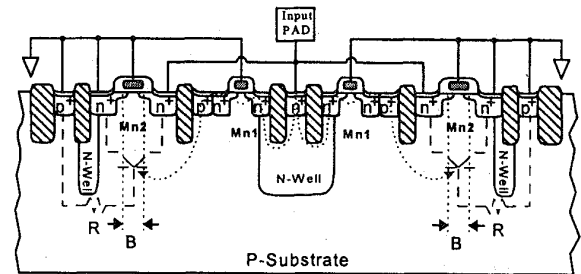 Input
PAD
p+ n+ n+ p+ n+ n+ n+ n+ n+ p+ n+ n+ p+
Mn2 Mn1 Mn1 Mn2
N-Well N-Well N-Well
R B B R
P-Substrate